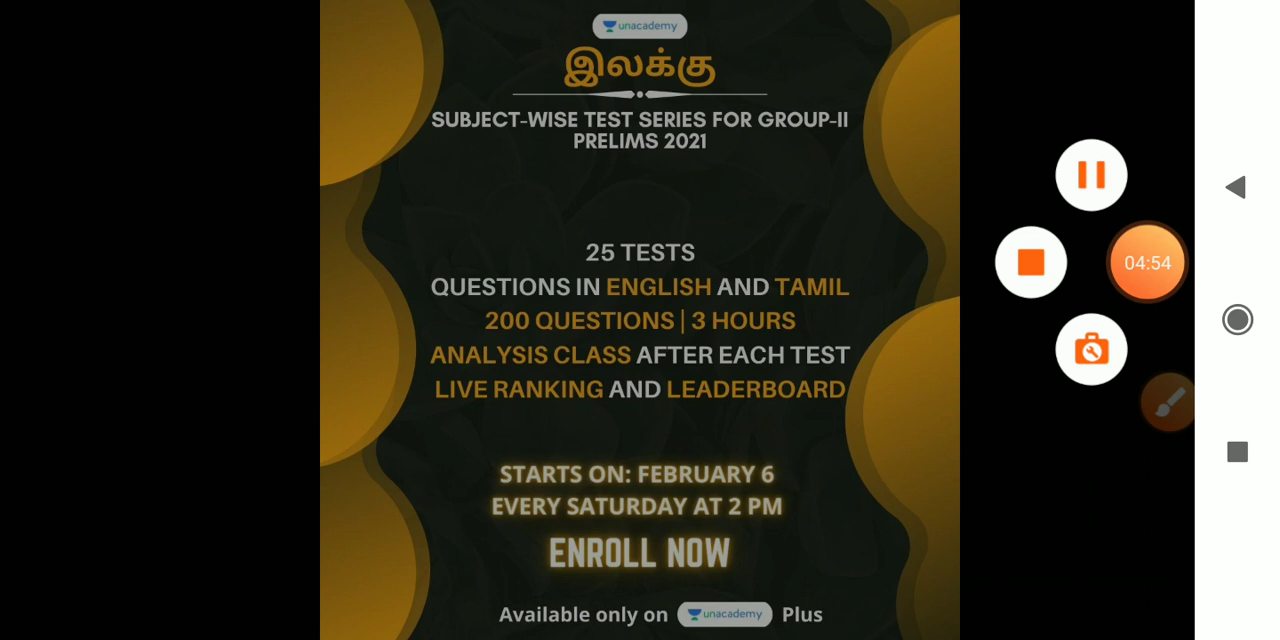 unacademy
இலக்கு
SUBJECT-WISE TEST SERIES FOR GROUP-II
PRELIMS 2021
25 TESTS
QUESTIONS IN ENGLISH AND TAMIL
200 QUESTIONS | 3 HOURS
ANALYSIS CLASS AFTER EACH TEST
LIVE RANKING AND LEADERBOARD
STARTS ON: FEBRUARY 6
EVERY SATURDAY AT 2 PM
ENROLL NOW
Available only on unacademy Plus
04:54